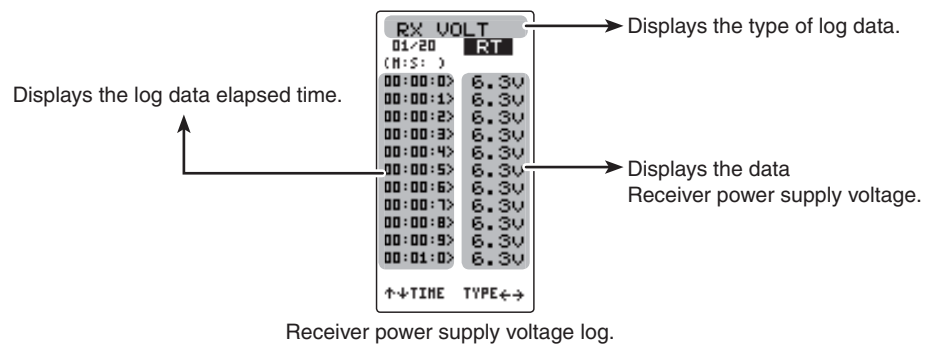 RX VOLT
01/20 RT
(M:S: )
00:00:0> 6.3V
00:00:1> 6.3V
00:00:2> 6.3V
00:00:3> 6.3V
00:00:4> 6.3V
00:00:5> 6.3V
00:00:6> 6.3V
00:00:7> 6.3V
00:00:8> 6.3V
00:00:9> 6.3V
00:01:0> 6.3V
↑↓TIME TYPE←→
Displays the type of log data.
Displays the log data elapsed time.
Displays the data
Receiver power supply voltage.
Receiver power supply voltage log.